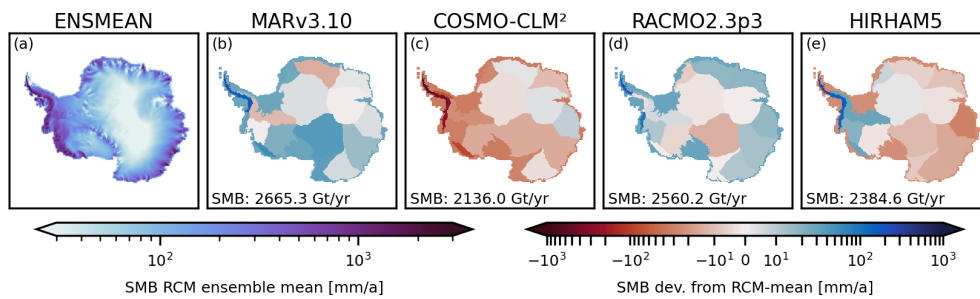 ENSMEAN MARv3.10 COSMO-CLM² RACMO2.3p3 HIRHAM5
(a) (b) (c) (d) (e)
SMB: 2665.3 Gt/yr SMB: 2136.0 Gt/yr SMB: 2560.2 Gt/yr SMB: 2384.6 Gt/yr
10² 10³ −10³ −10² −10¹ 0 10¹ 10² 10³
SMB RCM ensemble mean [mm/a] SMB dev. from RCM-mean [mm/a]